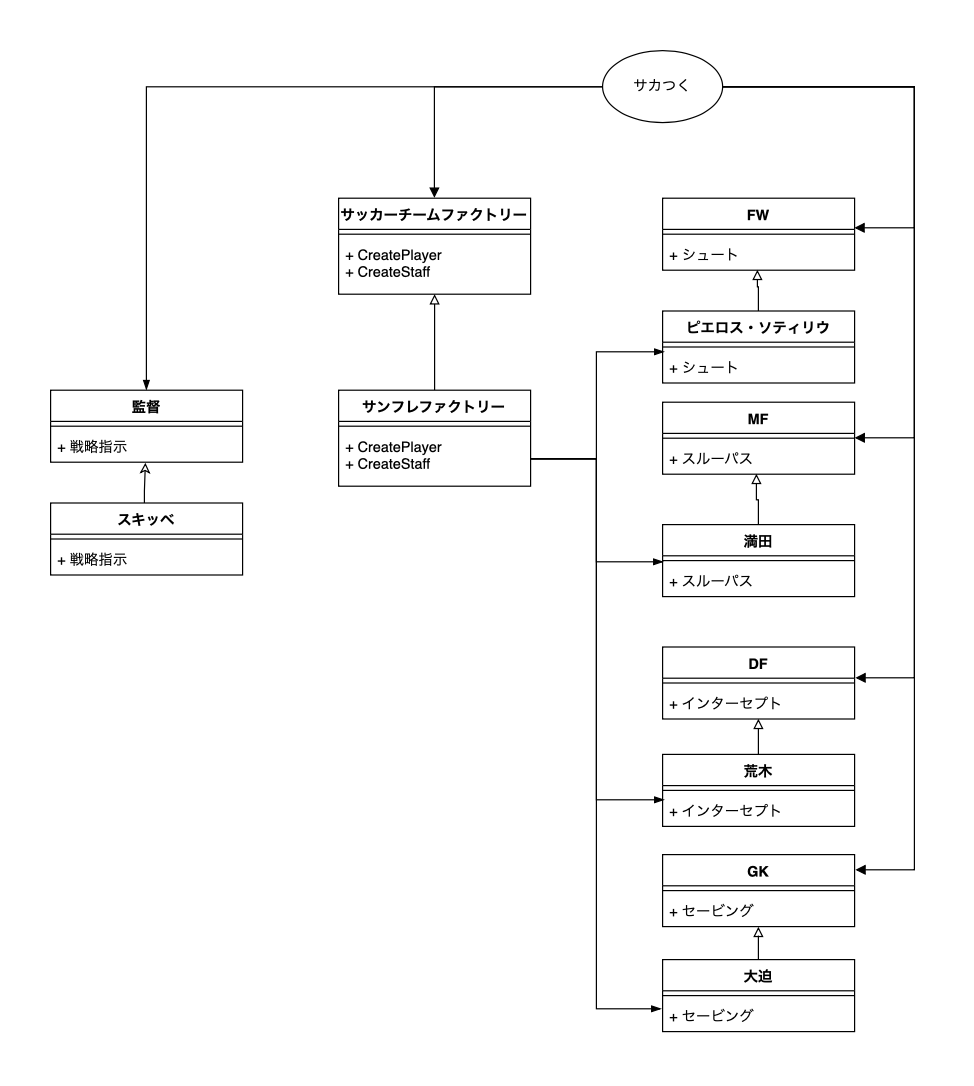 サカつく
サッカーチームファクトリー
+ CreatePlayer
+ CreateStaff
FW
+ シュート
ピエロス・ソティリウ
+ シュート
監督
+ 戦略指示
スキッベ
+ 戦略指示
サンフレファクトリー
+ CreatePlayer
+ CreateStaff
MF
+ スルーパス
満田
+ スルーパス
DF
+ インターセプト
荒木
+ インターセプト
GK
+ セービング
大迫
+ セービング